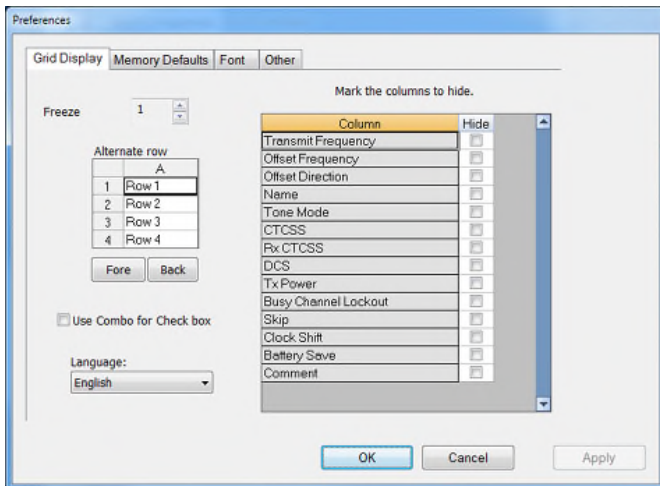 Preferences
Grid Display Memory Defaults Font Other
Mark the columns to hide.
Freeze 1
Alternate row
A
1 Row 1
2 Row 2
3 Row 3
4 Row 4
Fore Back
Use Combo for Check box
Language:
English
Column Hide
Transmit Frequency
Offset Frequency
Offset Direction
Name
Tone Mode
CTCSS
Rx CTCSS
DCS
Tx Power
Busy Channel Lockout
Skip
Clock Shift
Battery Save
Comment
OK Cancel Apply